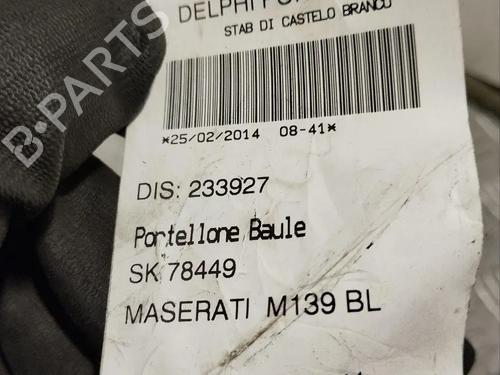 DELPHI
STAB DI CASTELO BRANCO
*25/02/2014 08-41*
DIS: 233927
Portellone Baule
SK 78449
MASERATI M139 BL
B-PARTS